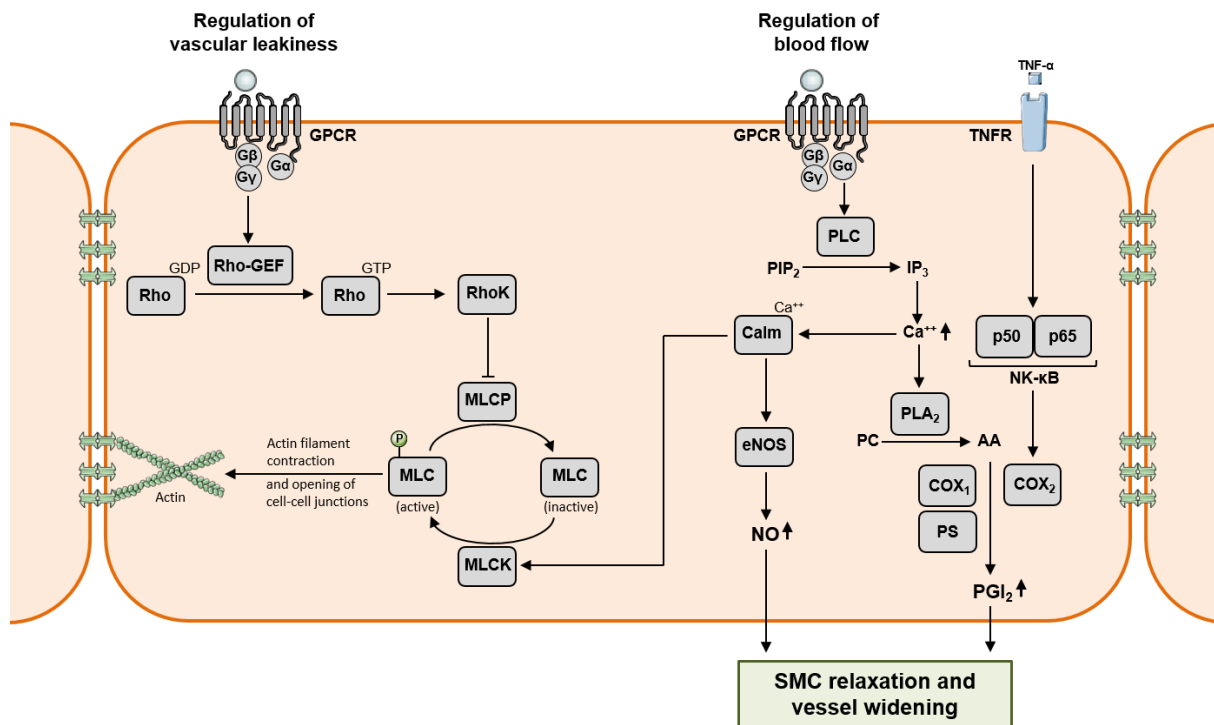 Regulation of
vascular leakiness
Regulation of
blood flow
TNF-α
GPCR
GPCR
TNFR
Gβ
Gγ
Gα
Gβ
Gγ
Gα
PLC
Rho-GEF
GDP
Rho
GTP
Rho
RhoK
PIP₂
IP₃
Ca⁺⁺
Calm
Ca⁺⁺
p50
p65
NK-κB
MLCP
PLA₂
PC
AA
eNOS
P
MLC
(active)
MLC
(inactive)
Actin filament
contraction
and opening of
cell-cell junctions
Actin
COX₁
COX₂
PS
NO
MLCK
PGI₂
SMC relaxation and
vessel widening